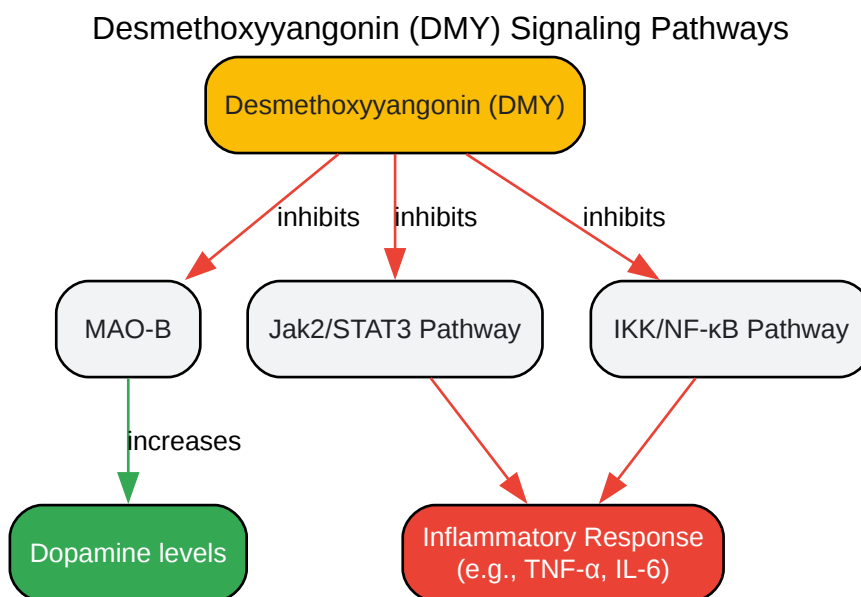 Desmethoxyyangonin (DMY) Signaling Pathways
Desmethoxyyangonin (DMY)
inhibits
inhibits
inhibits
MAO-B
Jak2/STAT3 Pathway
IKK/NF-κB Pathway
increases
Dopamine levels
Inflammatory Response
(e.g., TNF-α, IL-6)